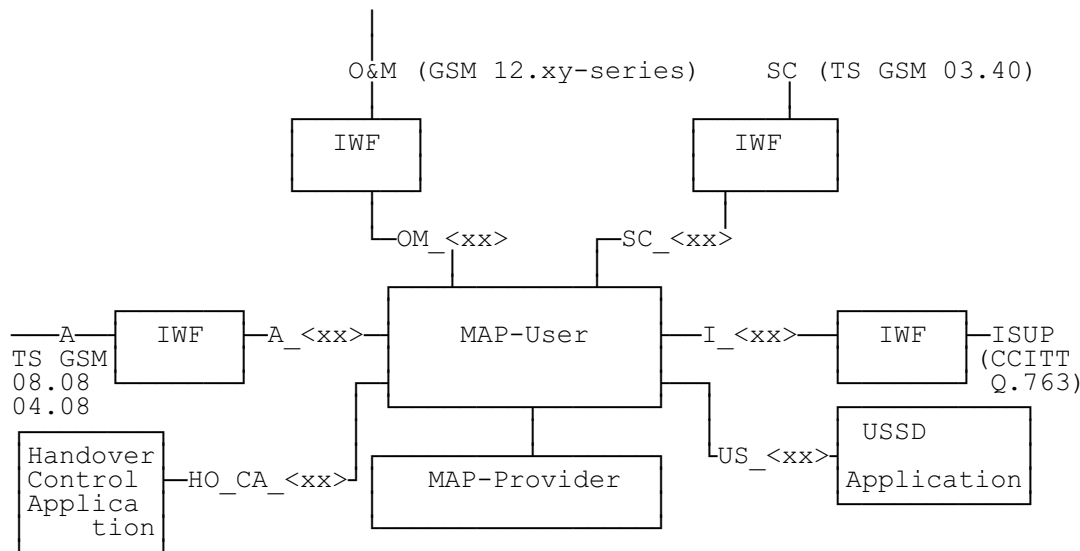 O&M (GSM 12.xy-series)
SC (TS GSM 03.40)
IWF
IWF
OM_<xx>
SC_<xx>
A
IWF
A_<xx>
MAP-User
I_<xx>
IWF
ISUP
TS GSM
08.08
04.08
(CCITT
Q.763)
Handover
Control
Applica
tion
HO_CA_<xx>
MAP-Provider
US_<xx>
USSD
Application